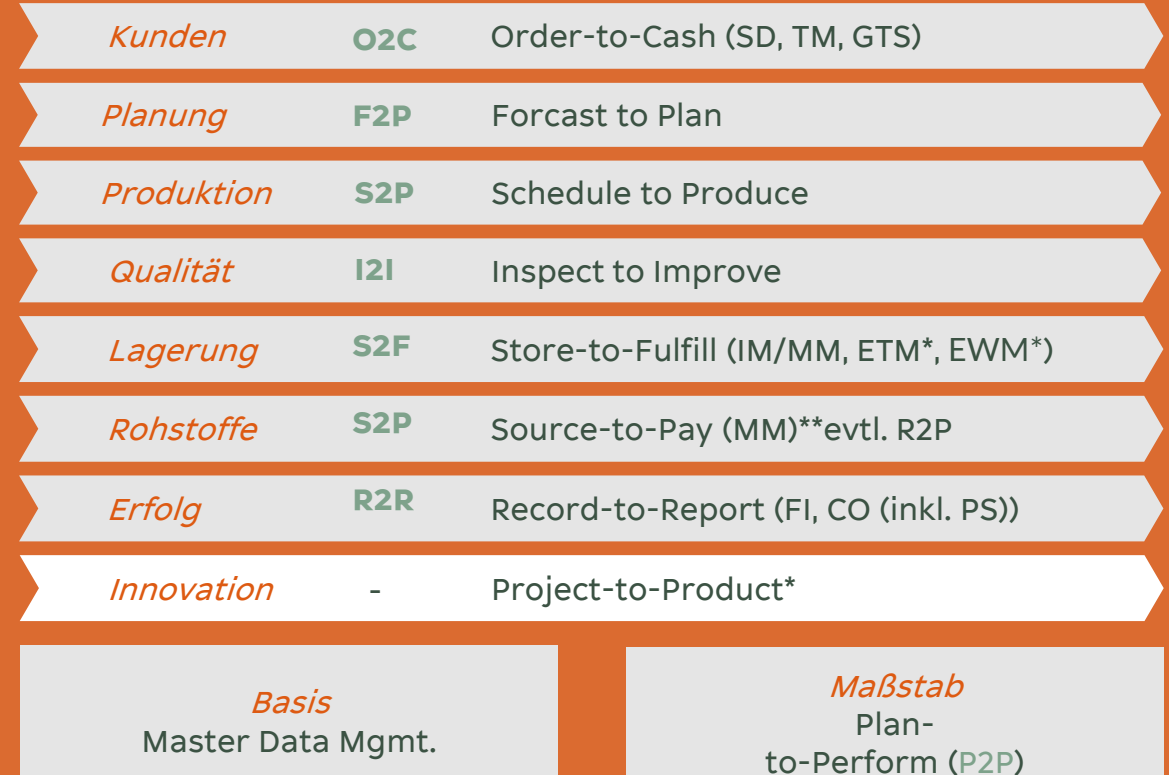 Kunden O2C Order-to-Cash (SD, TM, GTS)
Planung F2P Forcast to Plan
Produktion S2P Schedule to Produce
Qualität I2I Inspect to Improve
Lagerung S2F Store-to-Fulfill (IM/MM, ETM*, EWM*)
Rohstoffe S2P Source-to-Pay (MM)**evtl. R2P
Erfolg R2R Record-to-Report (FI, CO (inkl. PS))
Innovation - Project-to-Product*
Basis
Master Data Mgmt.
Maßstab
Plan-
to-Perform (P2P)